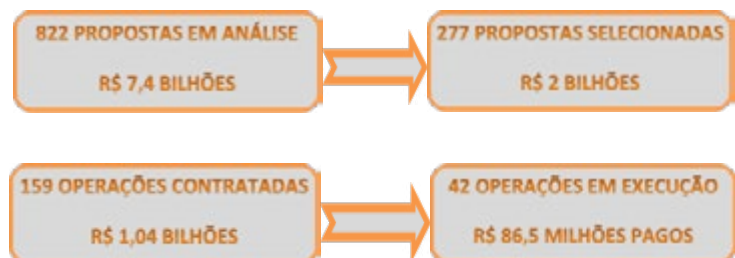 822 PROPOSTAS EM ANÁLISE
R$ 7,4 BILHÕES
277 PROPOSTAS SELECIONADAS
R$ 2 BILHÕES
159 OPERAÇÕES CONTRATADAS
R$ 1,04 BILHÕES
42 OPERAÇÕES EM EXECUÇÃO
R$ 86,5 MILHÕES PAGOS